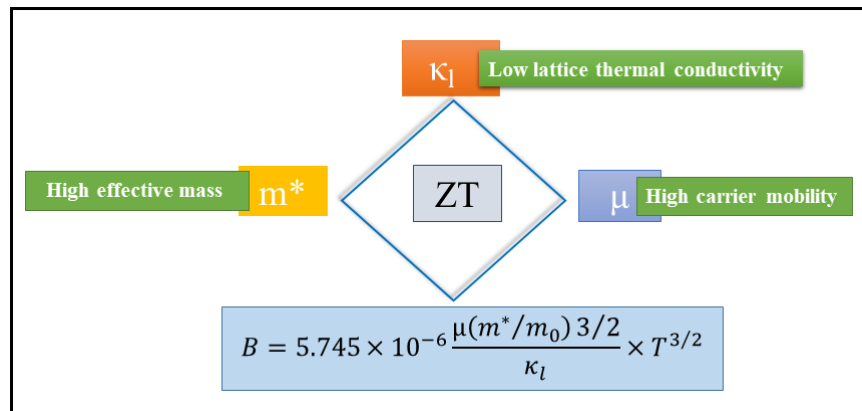 κ₁ Low lattice thermal conductivity
High effective mass m* ZT μ High carrier mobility
B = 5.745 × 10⁻⁶ μ(m*/m₀) 3/2 / κₗ × T³/²